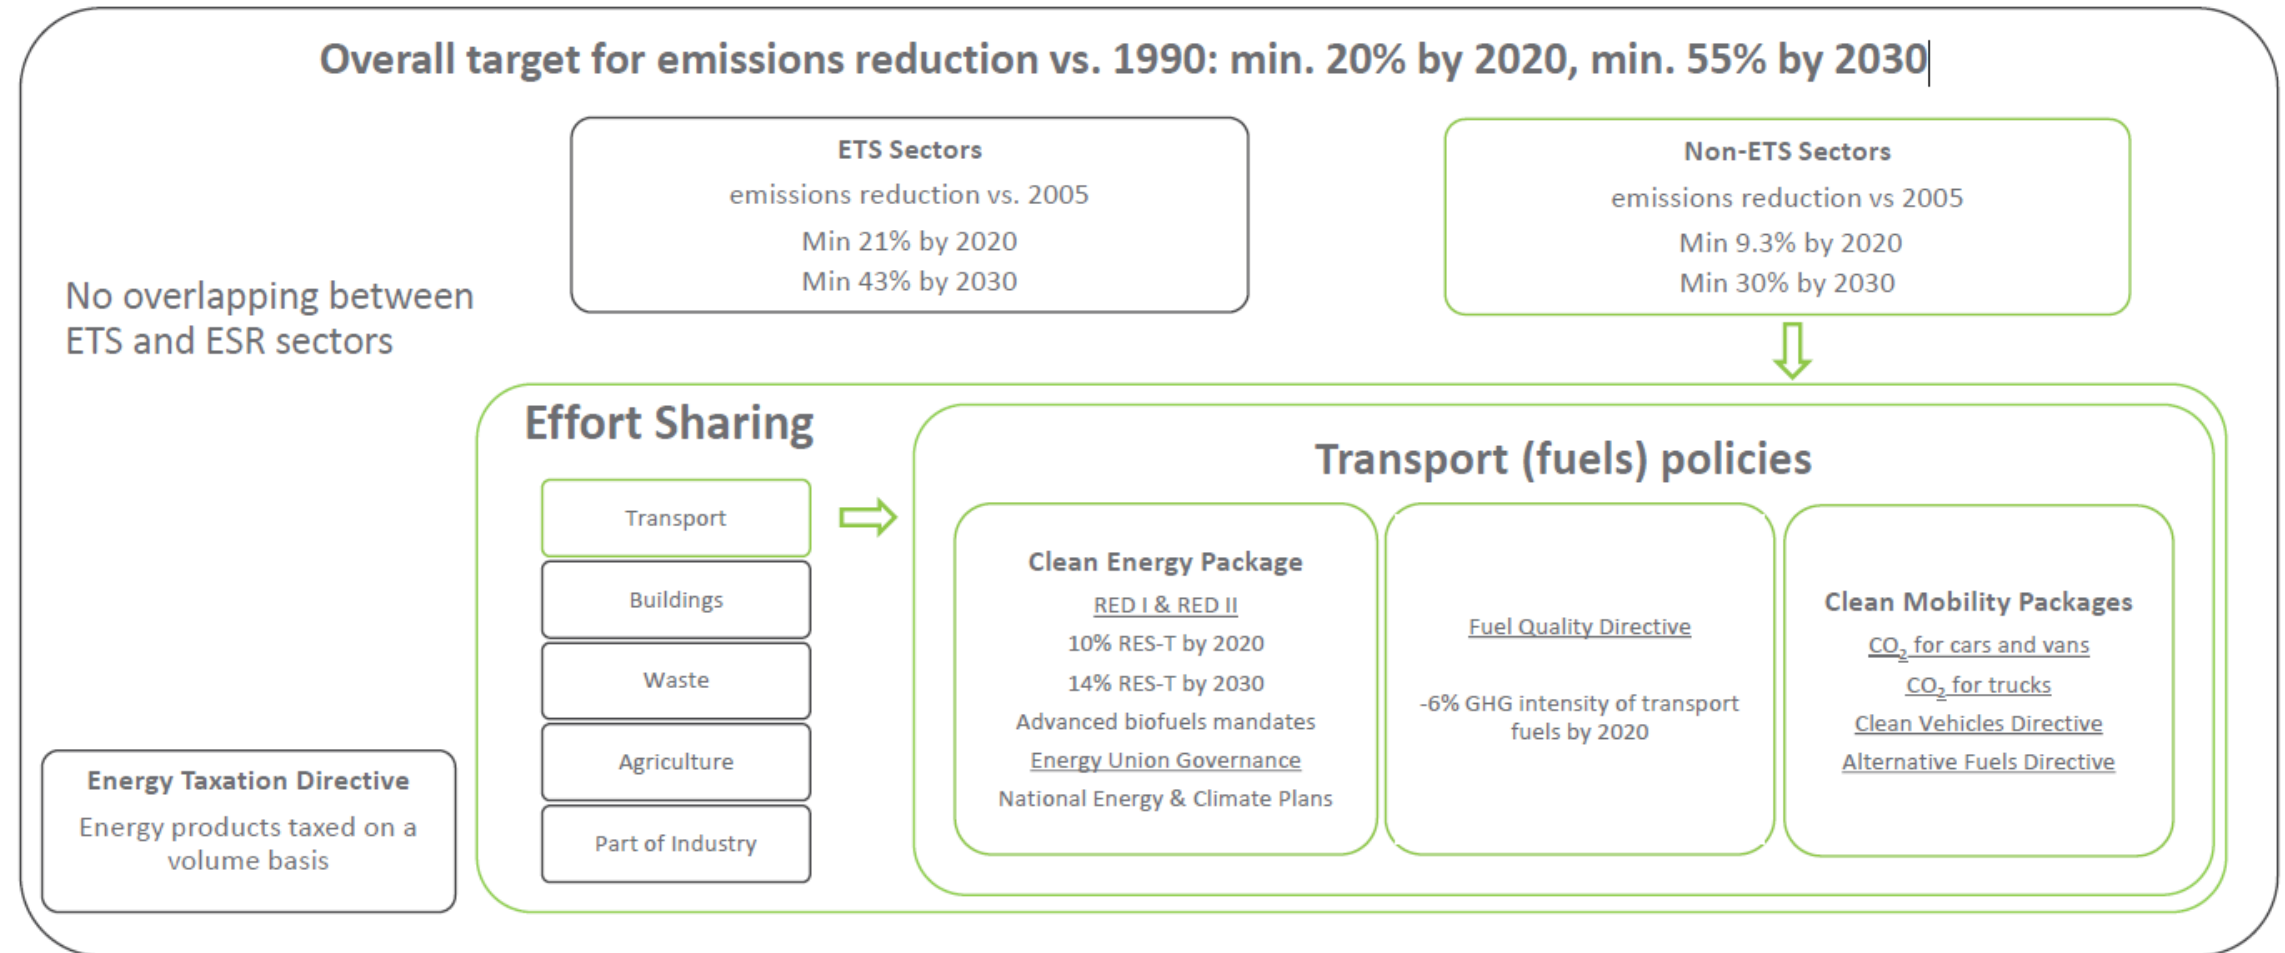 Overall target for emissions reduction vs. 1990: min. 20% by 2020, min. 55% by 2030
ETS Sectors
emissions reduction vs. 2005
Min 21% by 2020
Min 43% by 2030
Non-ETS Sectors
emissions reduction vs 2005
Min 9.3% by 2020
Min 30% by 2030
No overlapping between
ETS and ESR sectors
Effort Sharing
Transport
Buildings
Waste
Agriculture
Part of Industry
Transport (fuels) policies
Clean Energy Package
RED I & RED II
10% RES-T by 2020
14% RES-T by 2030
Advanced biofuels mandates
Energy Union Governance
National Energy & Climate Plans
Fuel Quality Directive
-6% GHG intensity of transport
fuels by 2020
Clean Mobility Packages
CO₂ for cars and vans
CO₂ for trucks
Clean Vehicles Directive
Alternative Fuels Directive
Energy Taxation Directive
Energy products taxed on a
volume basis